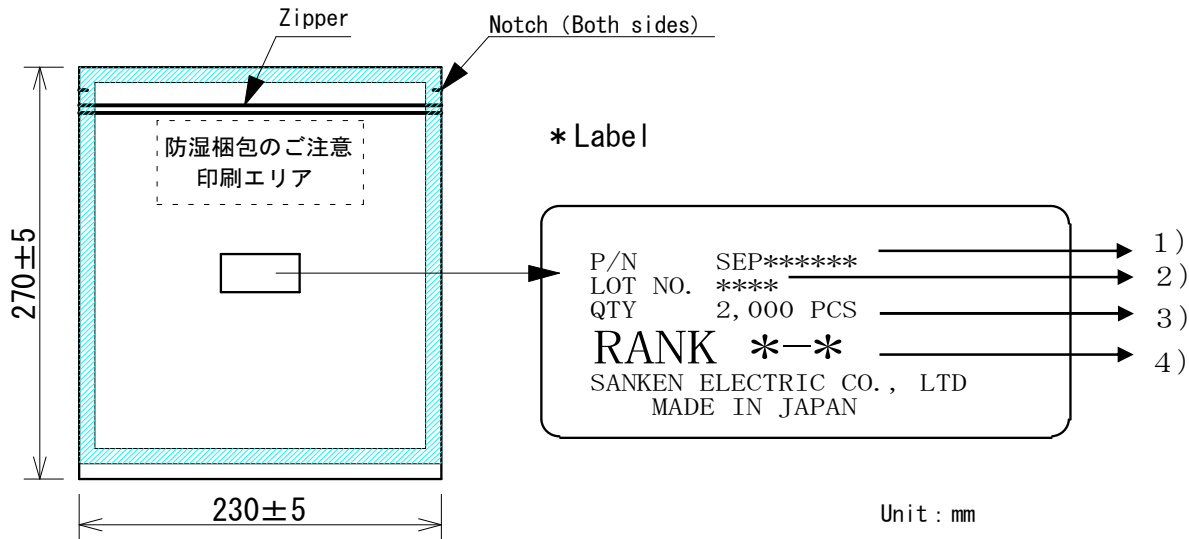 Zipper
Notch (Both sides)
防湿梱包のご注意
印刷エリア
270±5
230±5
*Label
P/N SEP******
LOT NO. ****
QTY 2,000 PCS
RANK *−*
SANKEN ELECTRIC CO., LTD
MADE IN JAPAN
1)
2)
3)
4)
Unit : mm